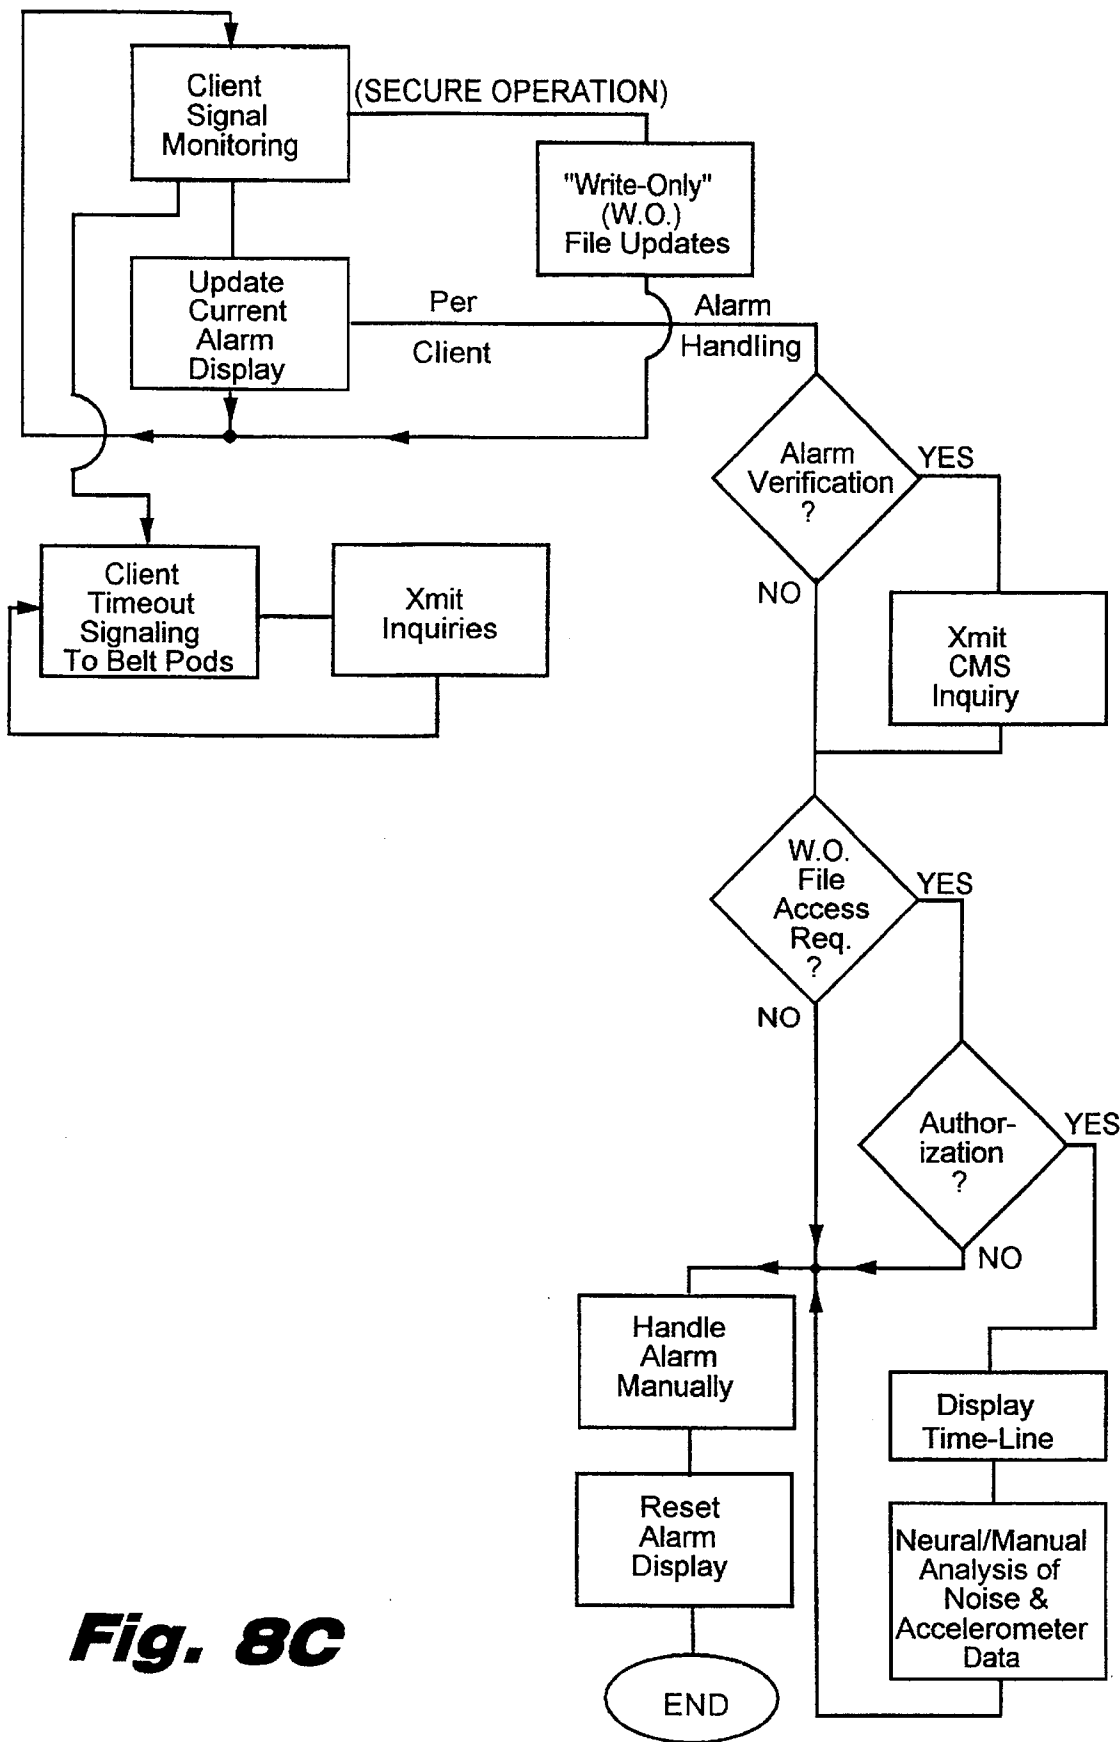 Client
Signal
Monitoring
(SECURE OPERATION)
"Write-Only"
(W.O.)
File Updates
Update
Current
Alarm
Display
Per
Client
Alarm
Handling
Alarm
Verification
?
YES
NO
Client
Timeout
Signaling
To Belt Pods
Xmit
Inquiries
Xmit
CMS
Inquiry
W.O.
File
Access
Req.
?
YES
NO
Author-
ization
?
YES
NO
Handle
Alarm
Manually
Display
Time-Line
Reset
Alarm
Display
Neural/Manual
Analysis of
Noise &
Accelerometer
Data
END
Fig. 8C